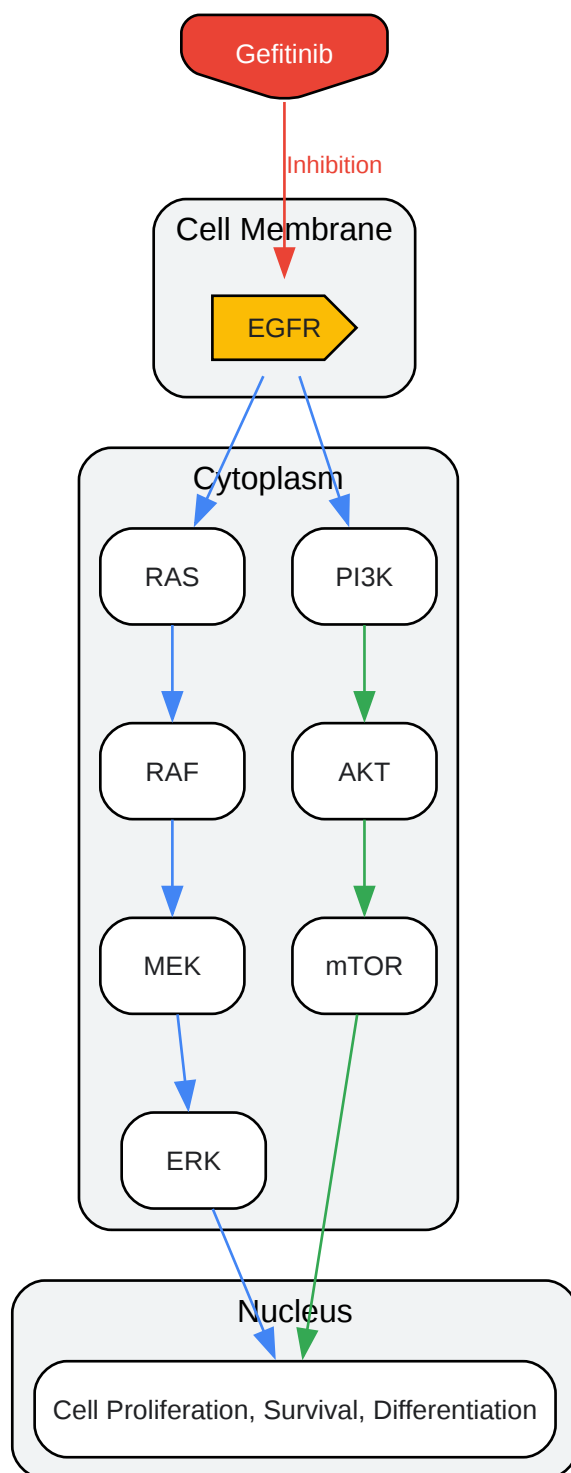 Gefitinib
Inhibition
Cell Membrane
EGFR
Cytoplasm
RAS
PI3K
RAF
AKT
MEK
mTOR
ERK
Nucleus
Cell Proliferation, Survival, Differentiation